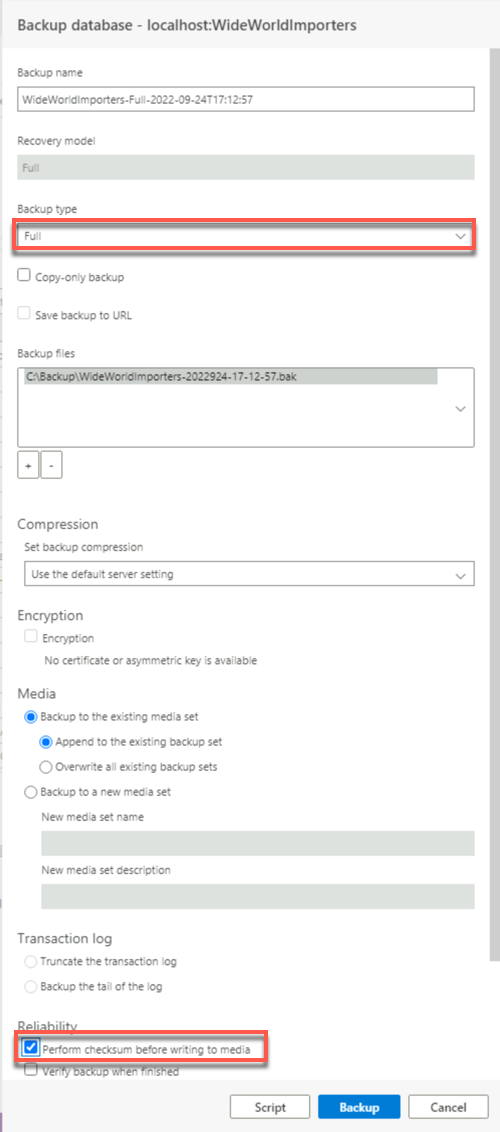 Backup database - localhost:WideWorldImporters
Backup name
WideWorldImporters-Full-2022-09-24T17:12:57
Recovery model
Full
Backup type
Full
Copy-only backup
Save backup to URL
Backup files
C:\Backup\WideWorldImporters-2022924-17-12-57.bak
+ -
Compression
Set backup compression
Use the default server setting
Encryption
Encryption
No certificate or asymmetric key is available
Media
Backup to the existing media set
Append to the existing backup set
Overwrite all existing backup sets
Backup to a new media set
New media set name
New media set description
Transaction log
Truncate the transaction log
Backup the tail of the log
Reliability
Perform checksum before writing to media
Verify backup when finished
Script Backup Cancel